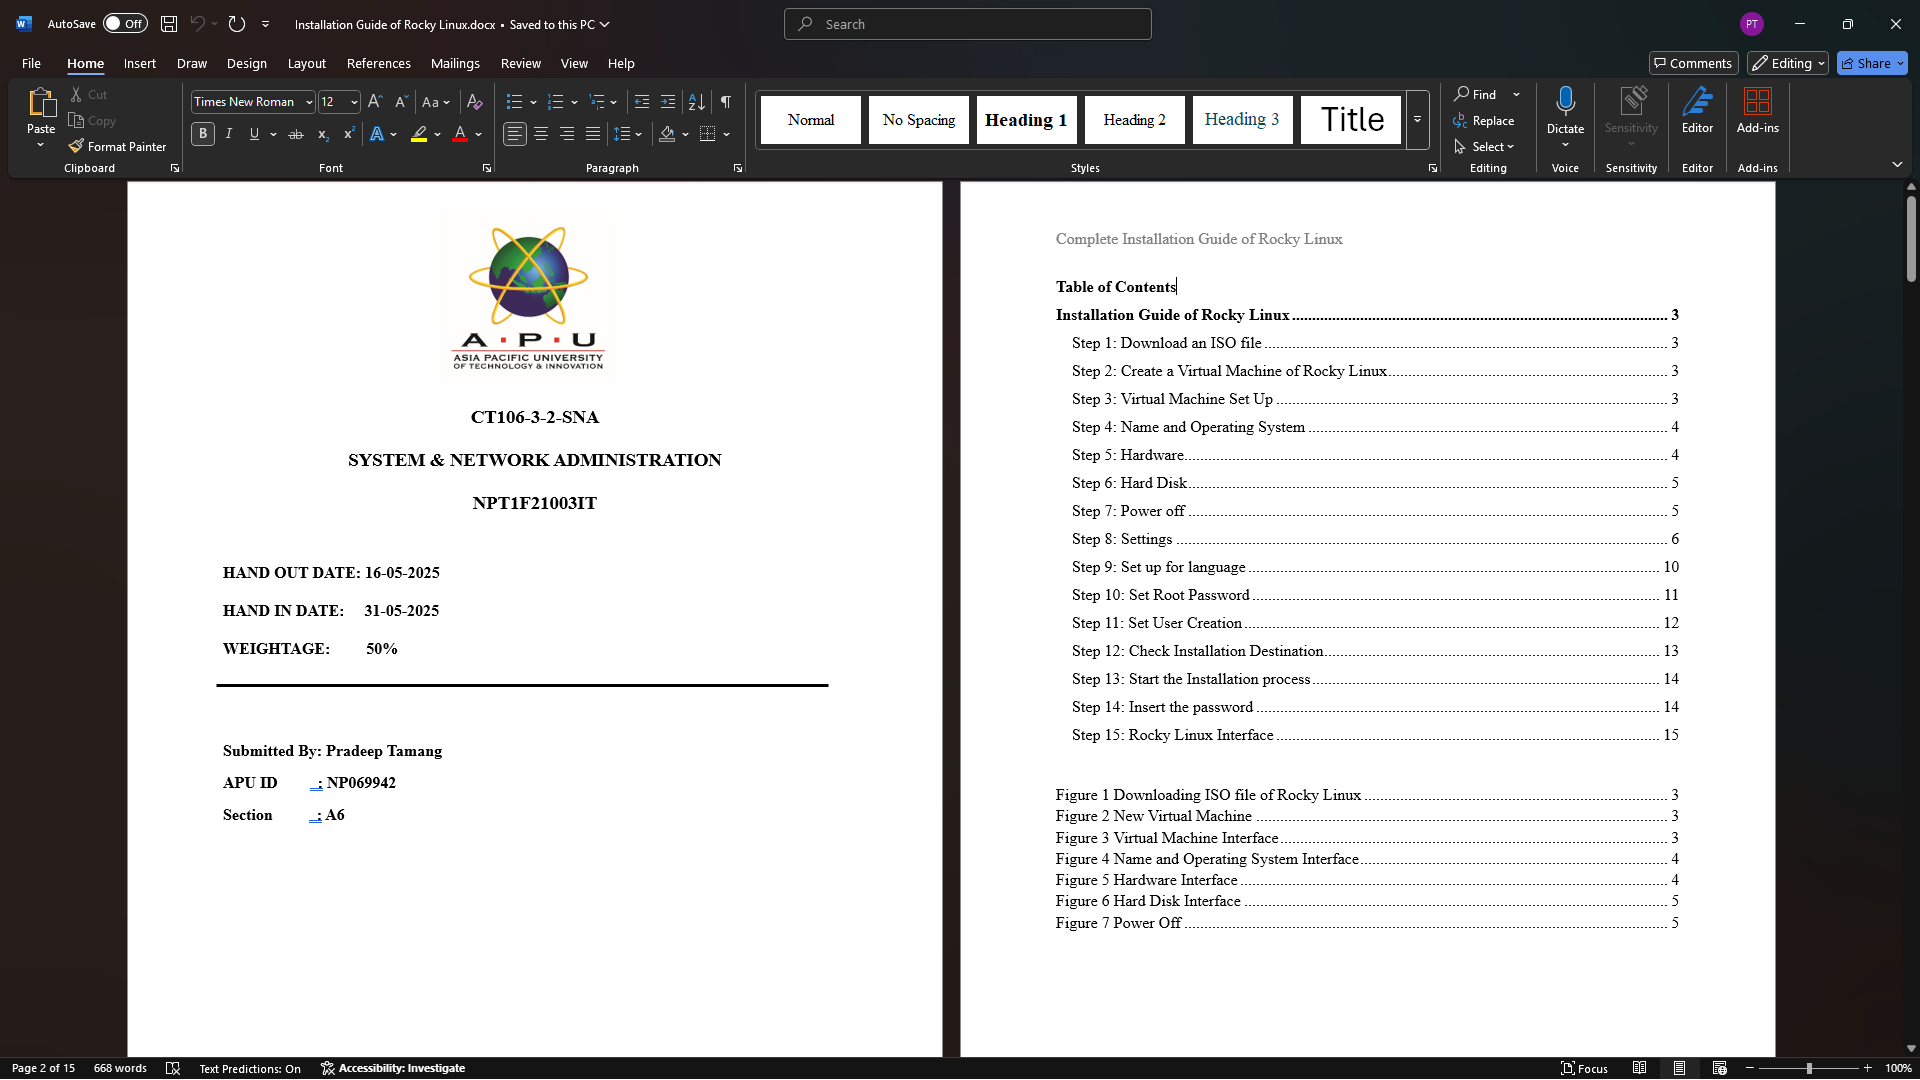 AutoSave Off Installation Guide of Rocky Linux.docx • Saved to this PC Search PT
File Home Insert Draw Design Layout References Mailings Review View Help Comments Editing Share
Paste Cut Copy Format Painter Clipboard
Times New Roman 12 Aa B I U ab x₂ x² A A Font
Paragraph
Normal No Spacing Heading 1 Heading 2 Heading 3 Title Styles
Find Replace Select Editing
Dictate Voice
Sensitivity Sensitivity
Editor Editor
Add-ins Add-ins
A • P • U
ASIA PACIFIC UNIVERSITY
OF TECHNOLOGY & INNOVATION
CT106-3-2-SNA
SYSTEM & NETWORK ADMINISTRATION
NPT1F21003IT
HAND OUT DATE: 16-05-2025
HAND IN DATE: 31-05-2025
WEIGHTAGE: 50%
Submitted By: Pradeep Tamang
APU ID : NP069942
Section : A6
Complete Installation Guide of Rocky Linux
Table of Contents
Installation Guide of Rocky Linux 3
Step 1: Download an ISO file 3
Step 2: Create a Virtual Machine of Rocky Linux 3
Step 3: Virtual Machine Set Up 3
Step 4: Name and Operating System 4
Step 5: Hardware 4
Step 6: Hard Disk 5
Step 7: Power off 5
Step 8: Settings 6
Step 9: Set up for language 10
Step 10: Set Root Password 11
Step 11: Set User Creation 12
Step 12: Check Installation Destination 13
Step 13: Start the Installation process 14
Step 14: Insert the password 14
Step 15: Rocky Linux Interface 15
Figure 1 Downloading ISO file of Rocky Linux 3
Figure 2 New Virtual Machine 3
Figure 3 Virtual Machine Interface 3
Figure 4 Name and Operating System Interface 4
Figure 5 Hardware Interface 4
Figure 6 Hard Disk Interface 5
Figure 7 Power Off 5
Page 2 of 15 668 words Text Predictions: On Accessibility: Investigate Focus 100%